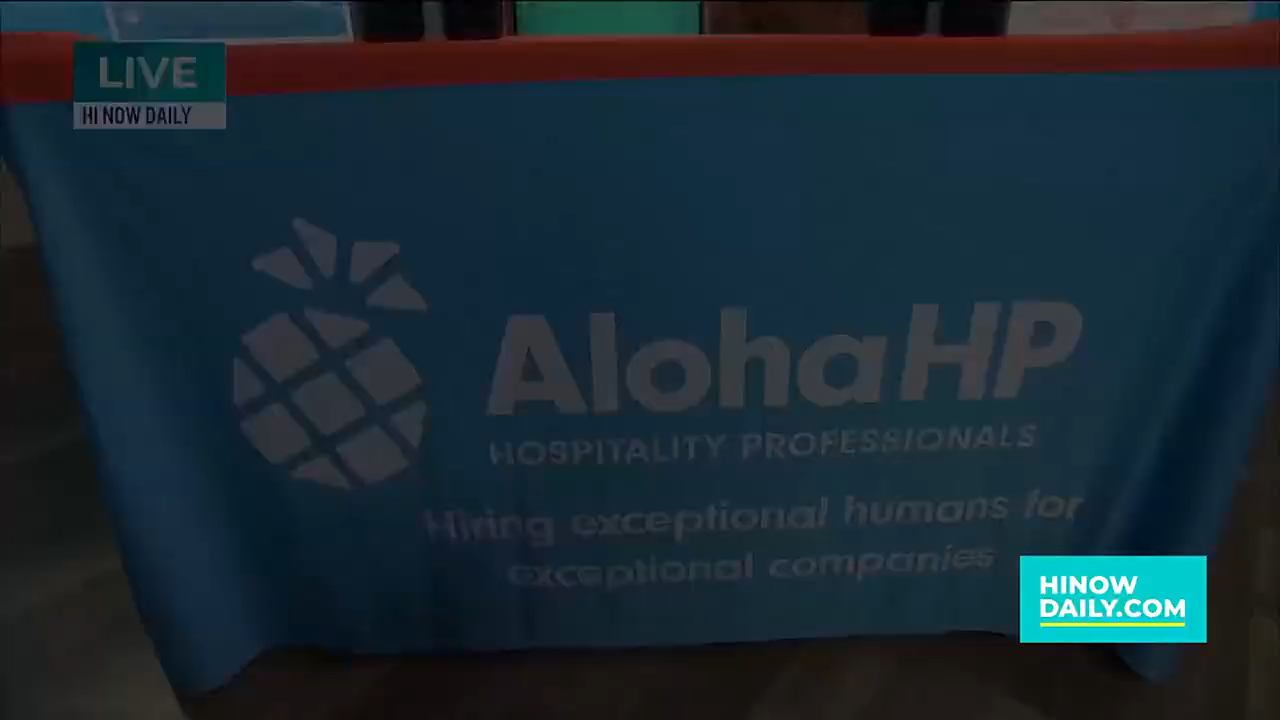 LIVE
HI NOW DAILY
AlohaHP
HOSPITALITY PROFESSIONALS
Hiring exceptional humans for
exceptional companies
HINOW
DAILY.COM